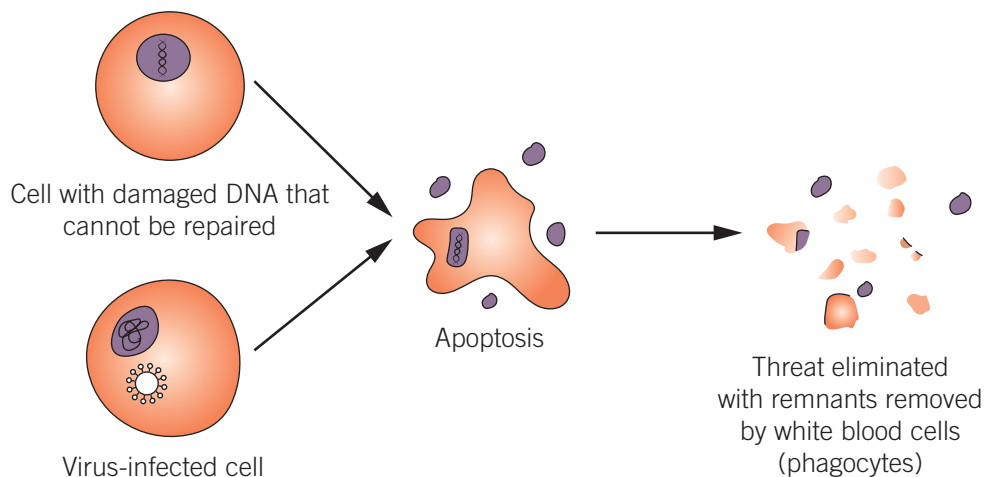 Cell with damaged DNA that
cannot be repaired
Virus-infected cell
Apoptosis
Threat eliminated
with remnants removed
by white blood cells
(phagocytes)